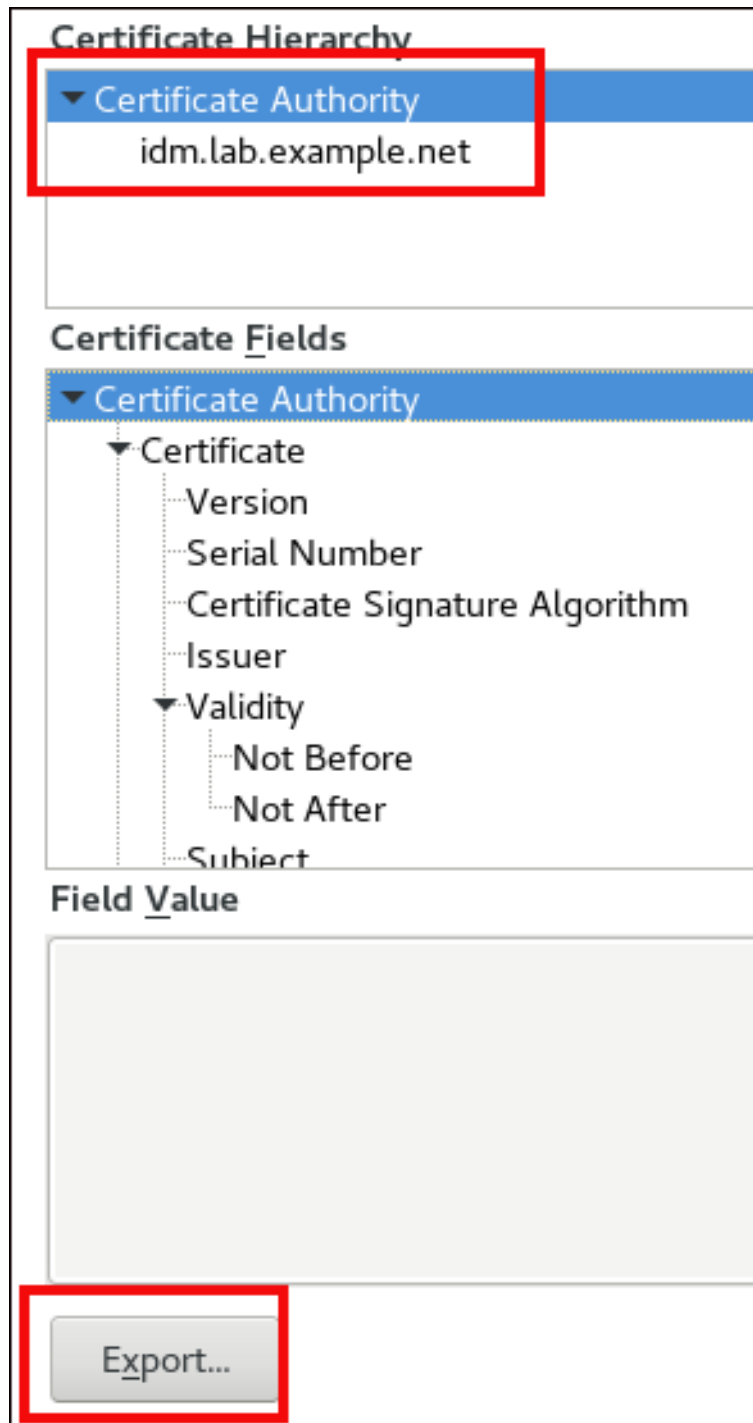 Certificate Hierarchy
Certificate Authority
idm.lab.example.net
Certificate Fields
Certificate Authority
Certificate
Version
Serial Number
Certificate Signature Algorithm
Issuer
Validity
Not Before
Not After
Subject
Field Value
Export...